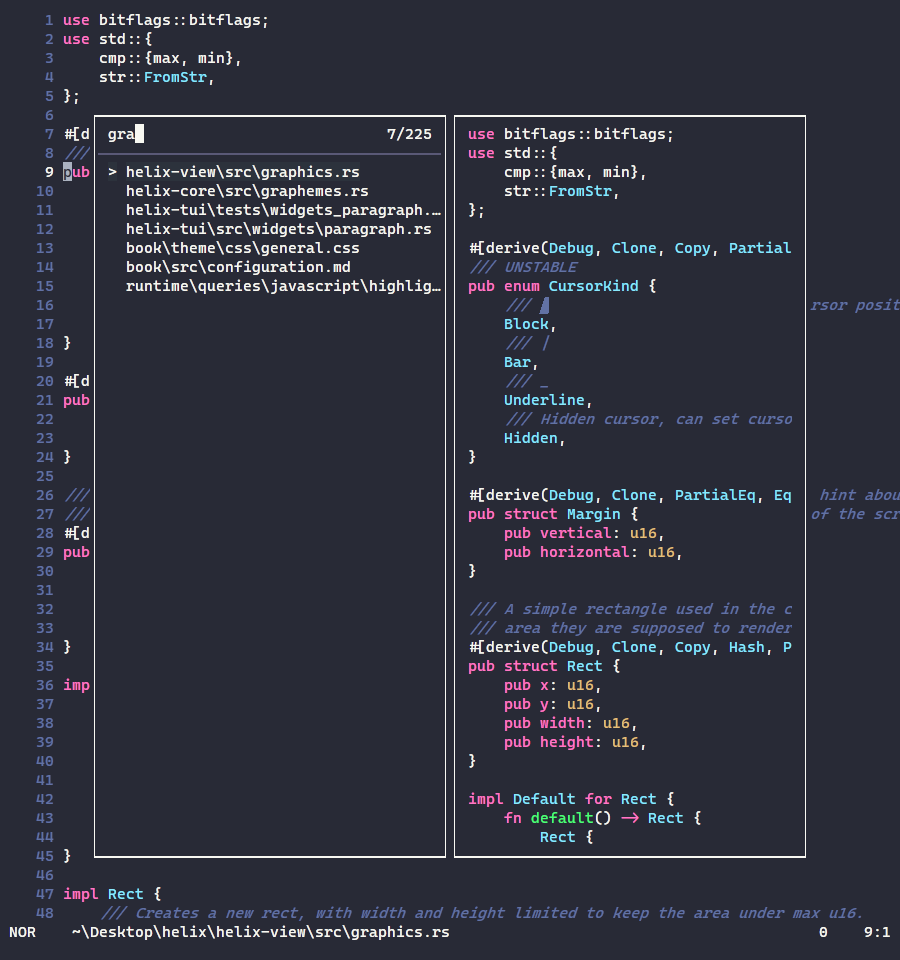 1 use bitflags::bitflags;
2 use std::{
3     cmp::{max, min},
4     str::FromStr,
5 };
6
7 #[d
8 ///
9 pub
10
11
12
13
14
15
16 rsor posit
17
18 }
19
20 #[d
21 pub
22
23
24 }
25
26 /// hint abou
27 /// of the scr
28 #[d
29 pub
30
31
32
33
34 }
35
36 imp
37
38
39
40
41
42
43
44
45 }
46
47 impl Rect {
48     /// Creates a new rect, with width and height limited to keep the area under max u16.
gra 7/225
> helix-view\src\graphics.rs
helix-core\src\graphemes.rs
helix-tui\tests\widgets_paragraph.…
helix-tui\src\widgets\paragraph.rs
book\theme\css\general.css
book\src\configuration.md
runtime\queries\javascript\highlig…
use bitflags::bitflags;
use std::{
    cmp::{max, min},
    str::FromStr,
};
#[derive(Debug, Clone, Copy, Partial
/// UNSTABLE
pub enum CursorKind {
    /// █
    Block,
    /// |
    Bar,
    /// _
    Underline,
    /// Hidden cursor, can set curso
    Hidden,
}
#[derive(Debug, Clone, PartialEq, Eq
pub struct Margin {
    pub vertical: u16,
    pub horizontal: u16,
}
/// A simple rectangle used in the c
/// area they are supposed to render
#[derive(Debug, Clone, Copy, Hash, P
pub struct Rect {
    pub x: u16,
    pub y: u16,
    pub width: u16,
    pub height: u16,
}
impl Default for Rect {
    fn default() -> Rect {
        Rect {
NOR ~\Desktop\helix\helix-view\src\graphics.rs 0 9:1